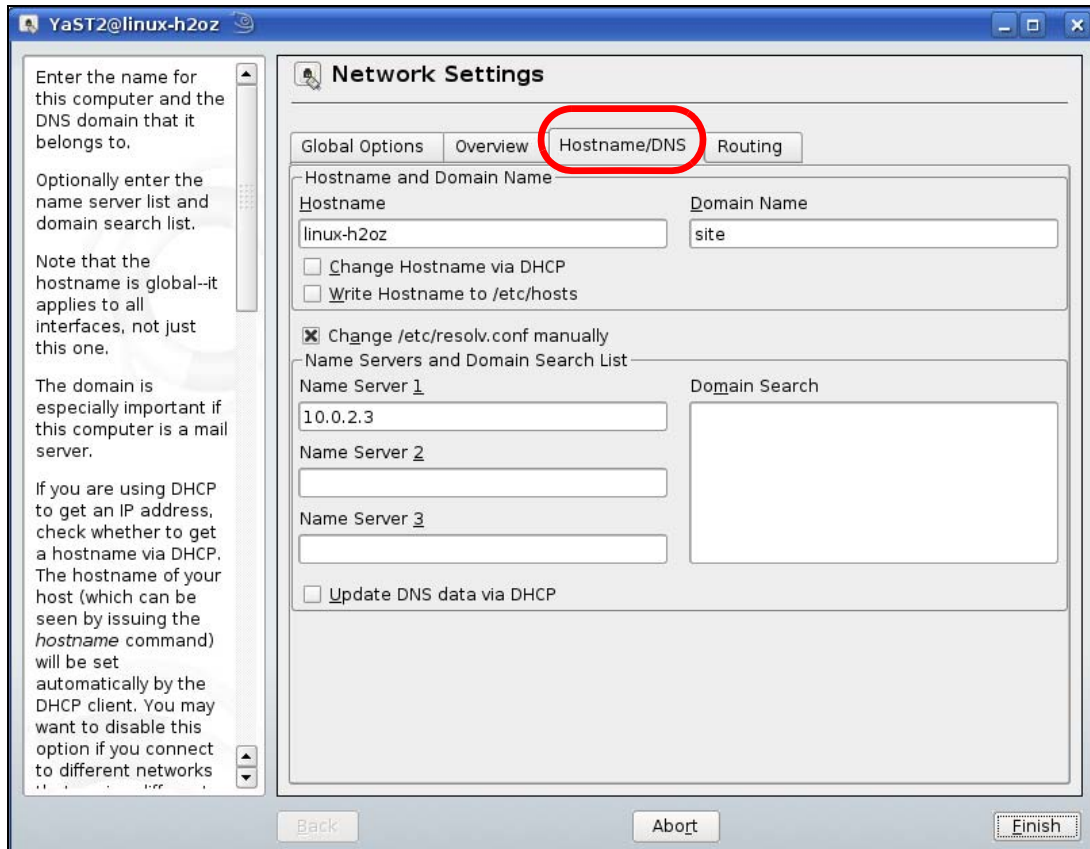 YaST2@linux-h2oz
Enter the name for
this computer and the
DNS domain that it
belongs to.
Optionally enter the
name server list and
domain search list.
Note that the
hostname is global--it
applies to all
interfaces, not just
this one.
The domain is
especially important if
this computer is a mail
server.
If you are using DHCP
to get an IP address,
check whether to get
a hostname via DHCP.
The hostname of your
host (which can be
seen by issuing the
hostname command)
will be set
automatically by the
DHCP client. You may
want to disable this
option if you connect
to different networks
Network Settings
Global Options
Overview
Hostname/DNS
Routing
Hostname and Domain Name
Hostname
Domain Name
linux-h2oz
site
Change Hostname via DHCP
Write Hostname to /etc/hosts
Change /etc/resolv.conf manually
Name Servers and Domain Search List
Name Server 1
Domain Search
10.0.2.3
Name Server 2
Name Server 3
Update DNS data via DHCP
Back
Abort
Finish